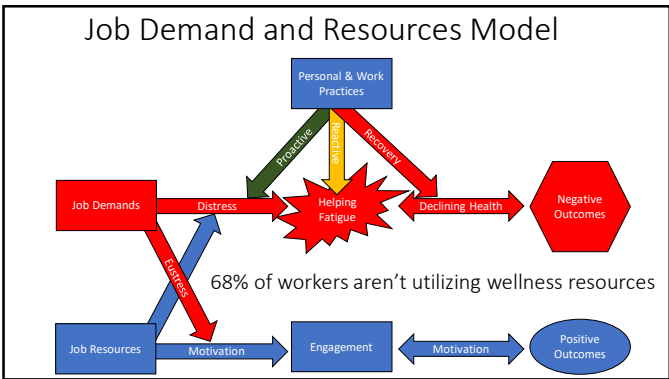 Job Demand and Resources Model
Personal & Work
Practices
Proactive
Reactive
Recovery
Job Demands
Distress
Helping
Fatigue
Declining Health
Negative
Outcomes
Eustress
68% of workers aren’t utilizing wellness resources
Job Resources
Motivation
Engagement
Motivation
Positive
Outcomes